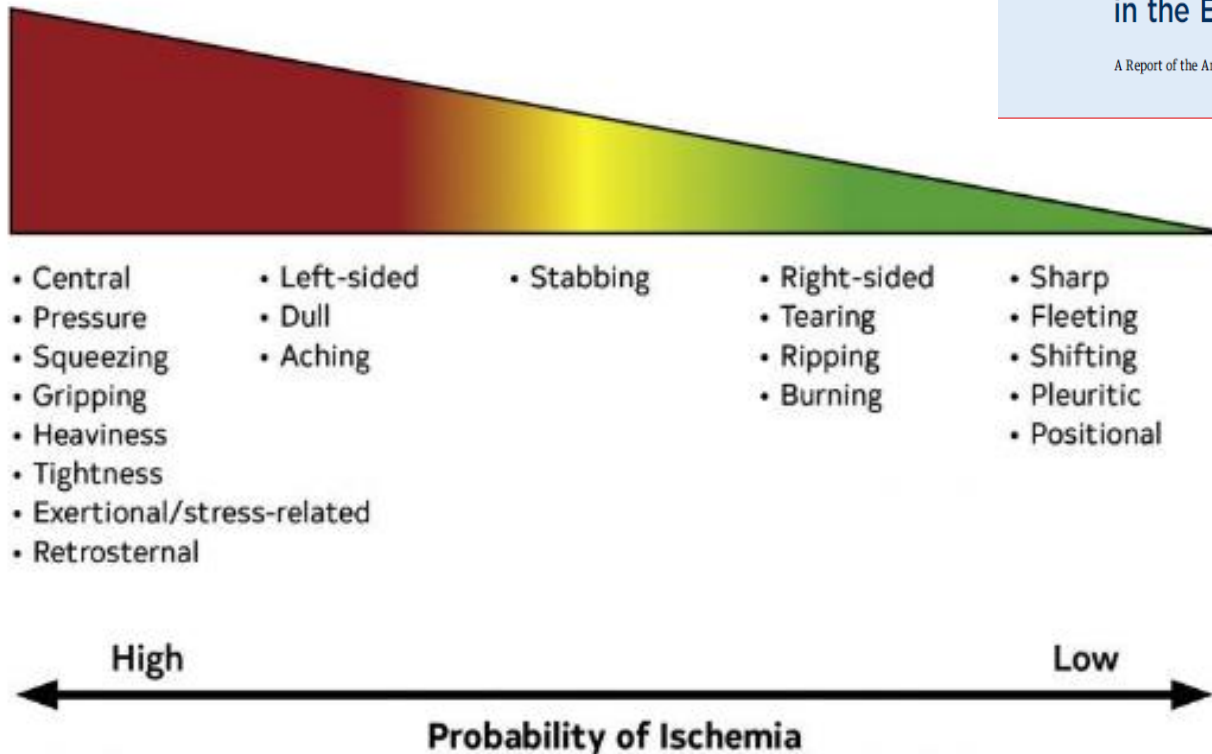 in the E
A Report of the A
• Central
• Pressure
• Squeezing
• Gripping
• Heaviness
• Tightness
• Exertional/stress-related
• Retrosternal
• Left-sided
• Dull
• Aching
• Stabbing
• Right-sided
• Tearing
• Ripping
• Burning
• Sharp
• Fleeting
• Shifting
• Pleuritic
• Positional
High
Low
Probability of Ischemia